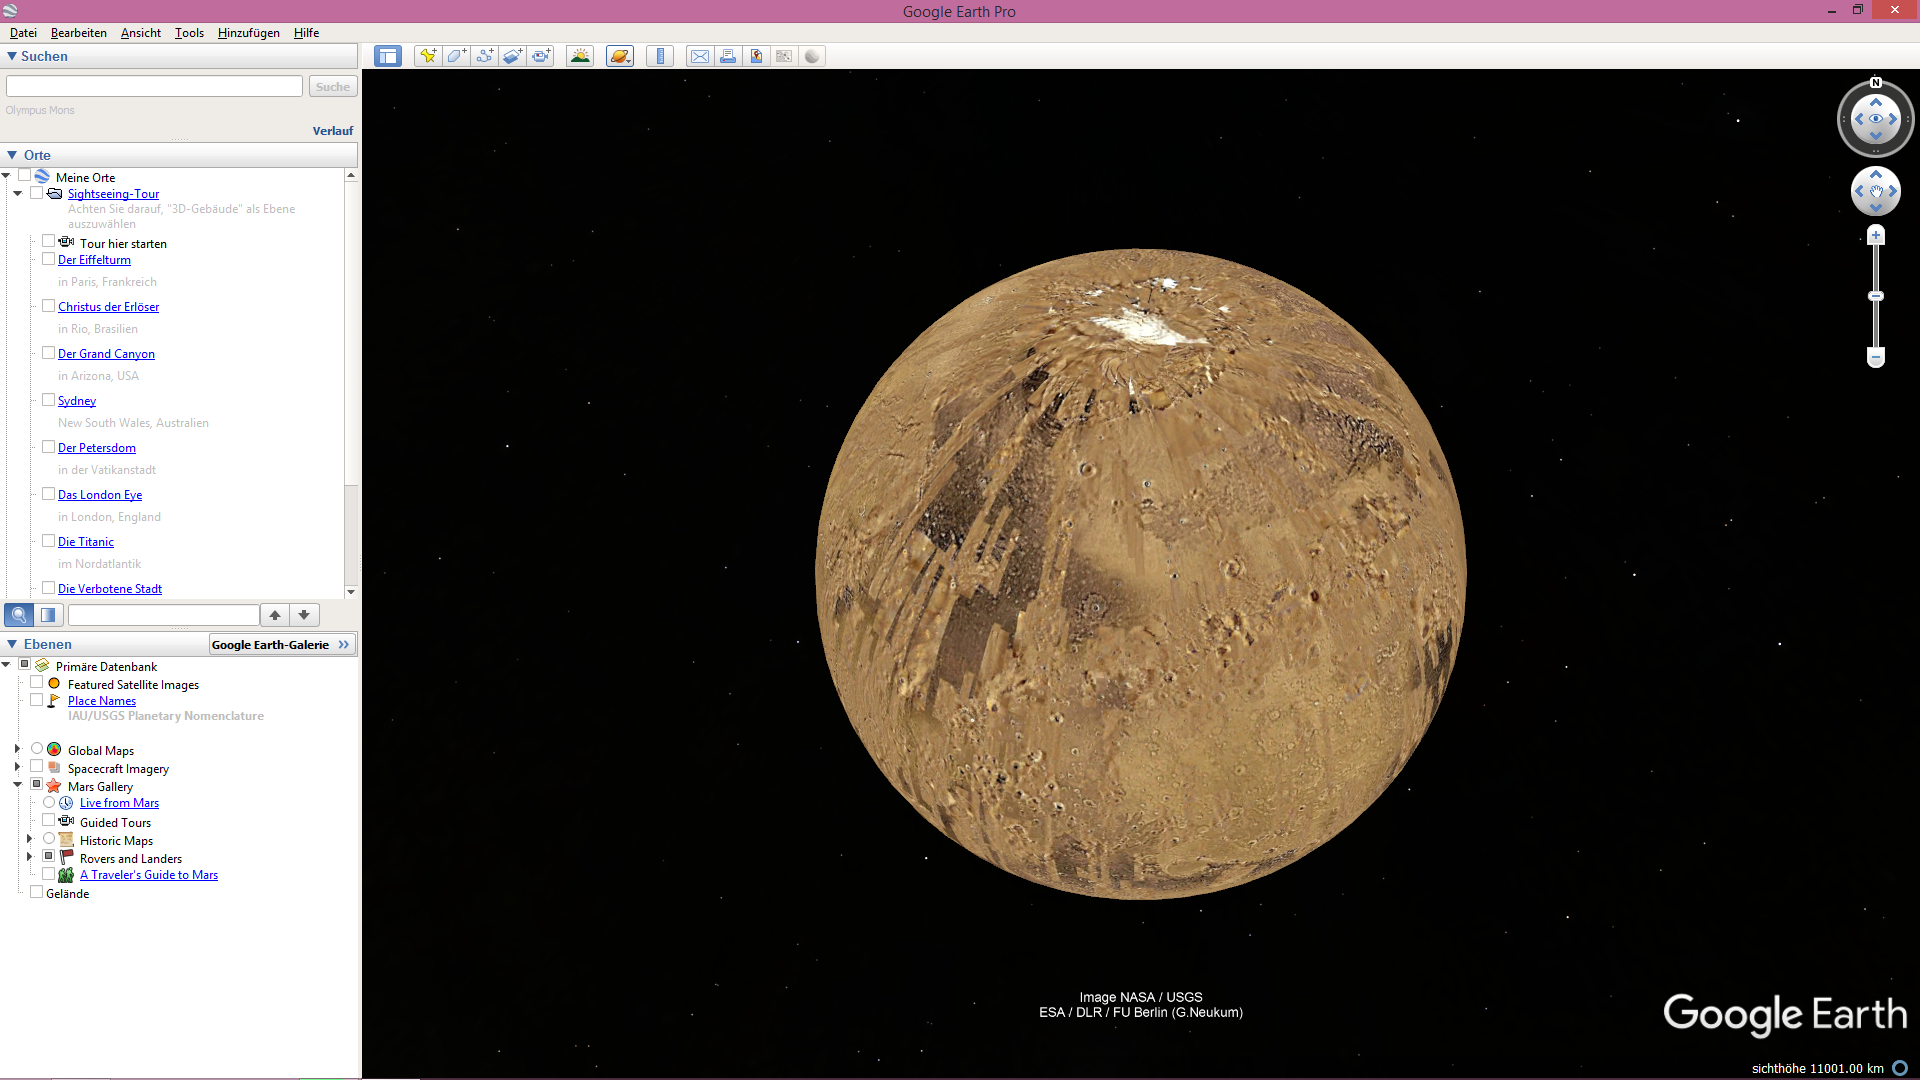 Google Earth Pro
Datei Bearbeiten Ansicht Tools Hinzufügen Hilfe
Suchen
Suche
Olympus Mons
Verlauf
Orte
Meine Orte
Sightseeing-Tour
Achten Sie darauf, "3D-Gebäude" als Ebene
auszuwählen
Tour hier starten
Der Eiffelturm
in Paris, Frankreich
Christus der Erlöser
in Rio, Brasilien
Der Grand Canyon
in Arizona, USA
Sydney
New South Wales, Australien
Der Petersdom
in der Vatikanstadt
Das London Eye
in London, England
Die Titanic
im Nordatlantik
Die Verbotene Stadt
Ebenen
Google Earth-Galerie »
Primäre Datenbank
Featured Satellite Images
Place Names
IAU/USGS Planetary Nomenclature
Global Maps
Spacecraft Imagery
Mars Gallery
Live from Mars
Guided Tours
Historic Maps
Rovers and Landers
A Traveler's Guide to Mars
Gelände
N
Image NASA / USGS
ESA / DLR / FU Berlin (G.Neukum)
Google Earth
sichthöhe 11001.00 km